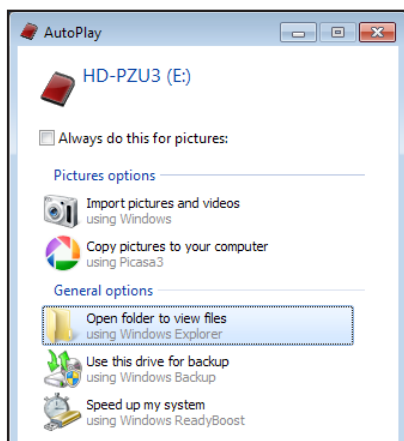 AutoPlay
HD-PZU3 (E:)
Always do this for pictures:
Pictures options
Import pictures and videos
using Windows
Copy pictures to your computer
using Picasa3
General options
Open folder to view files
using Windows Explorer
Use this drive for backup
using Windows Backup
Speed up my system
using Windows ReadyBoost